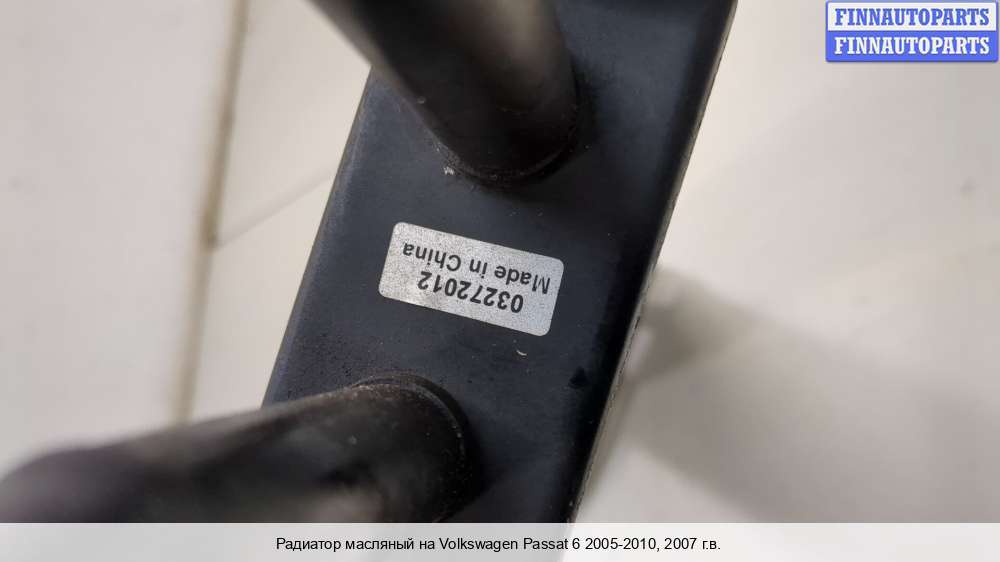 FINNAUTOPARTS
FINNAUTOPARTS
03272012
Made in China
Радиатор масляный на Volkswagen Passat 6 2005-2010, 2007 г.в.